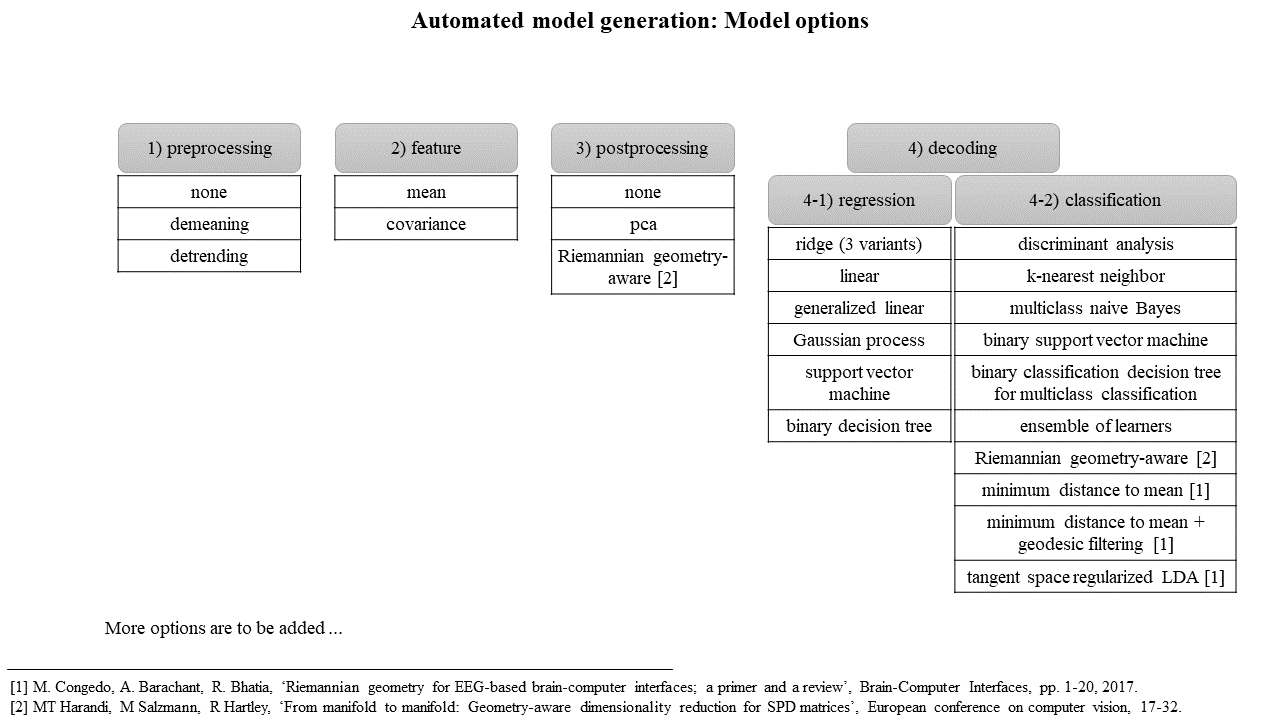 Automated model generation: Model options
1) preprocessing
none
demeaning
detrending
2) feature
mean
covariance
3) postprocessing
none
pca
Riemannian geometry-
aware [2]
4) decoding
4-1) regression
ridge (3 variants)
linear
generalized linear
Gaussian process
support vector
machine
binary decision tree
4-2) classification
discriminant analysis
k-nearest neighbor
multiclass naive Bayes
binary support vector machine
binary classification decision tree
for multiclass classification
ensemble of learners
Riemannian geometry-aware [2]
minimum distance to mean [1]
minimum distance to mean +
geodesic filtering [1]
tangent space regularized LDA [1]
More options are to be added ...
[1] M. Congedo, A. Barachant, R. Bhatia, ‘Riemannian geometry for EEG-based brain-computer interfaces; a primer and a review’, Brain-Computer Interfaces, pp. 1-20, 2017.
[2] MT Harandi, M Salzmann, R Hartley, ‘From manifold to manifold: Geometry-aware dimensionality reduction for SPD matrices’, European conference on computer vision, 17-32.